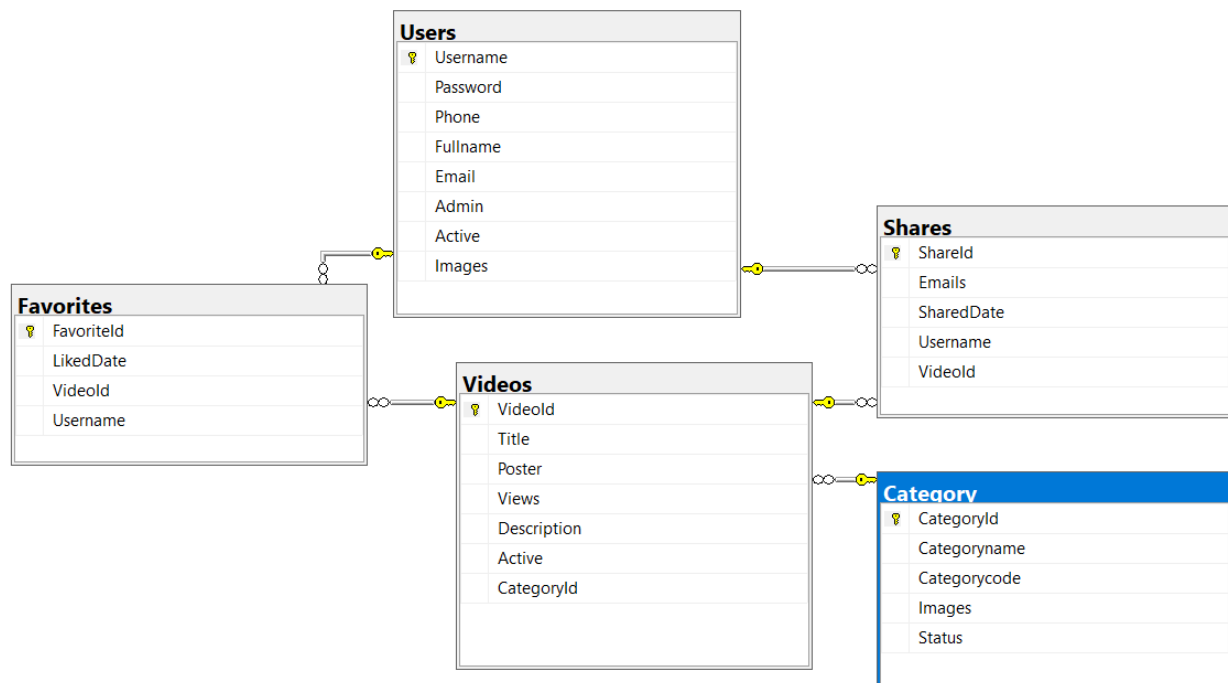 Users
Username
Password
Phone
Fullname
Email
Admin
Active
Images
Shares
ShareId
Emails
SharedDate
Username
VideoId
Favorites
FavoriteId
LikedDate
VideoId
Username
Videos
VideoId
Title
Poster
Views
Description
Active
CategoryId
Category
CategoryId
Categoryname
Categorycode
Images
Status